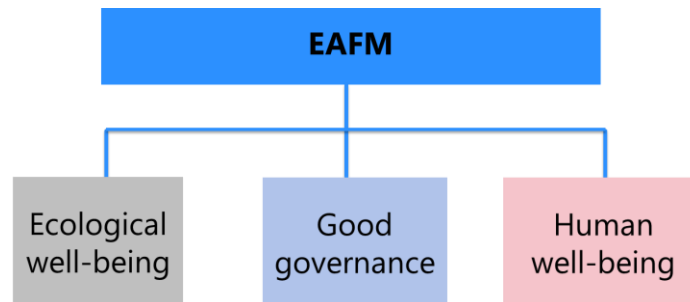 EAFM
Ecological
well-being
Good
governance
Human
well-being